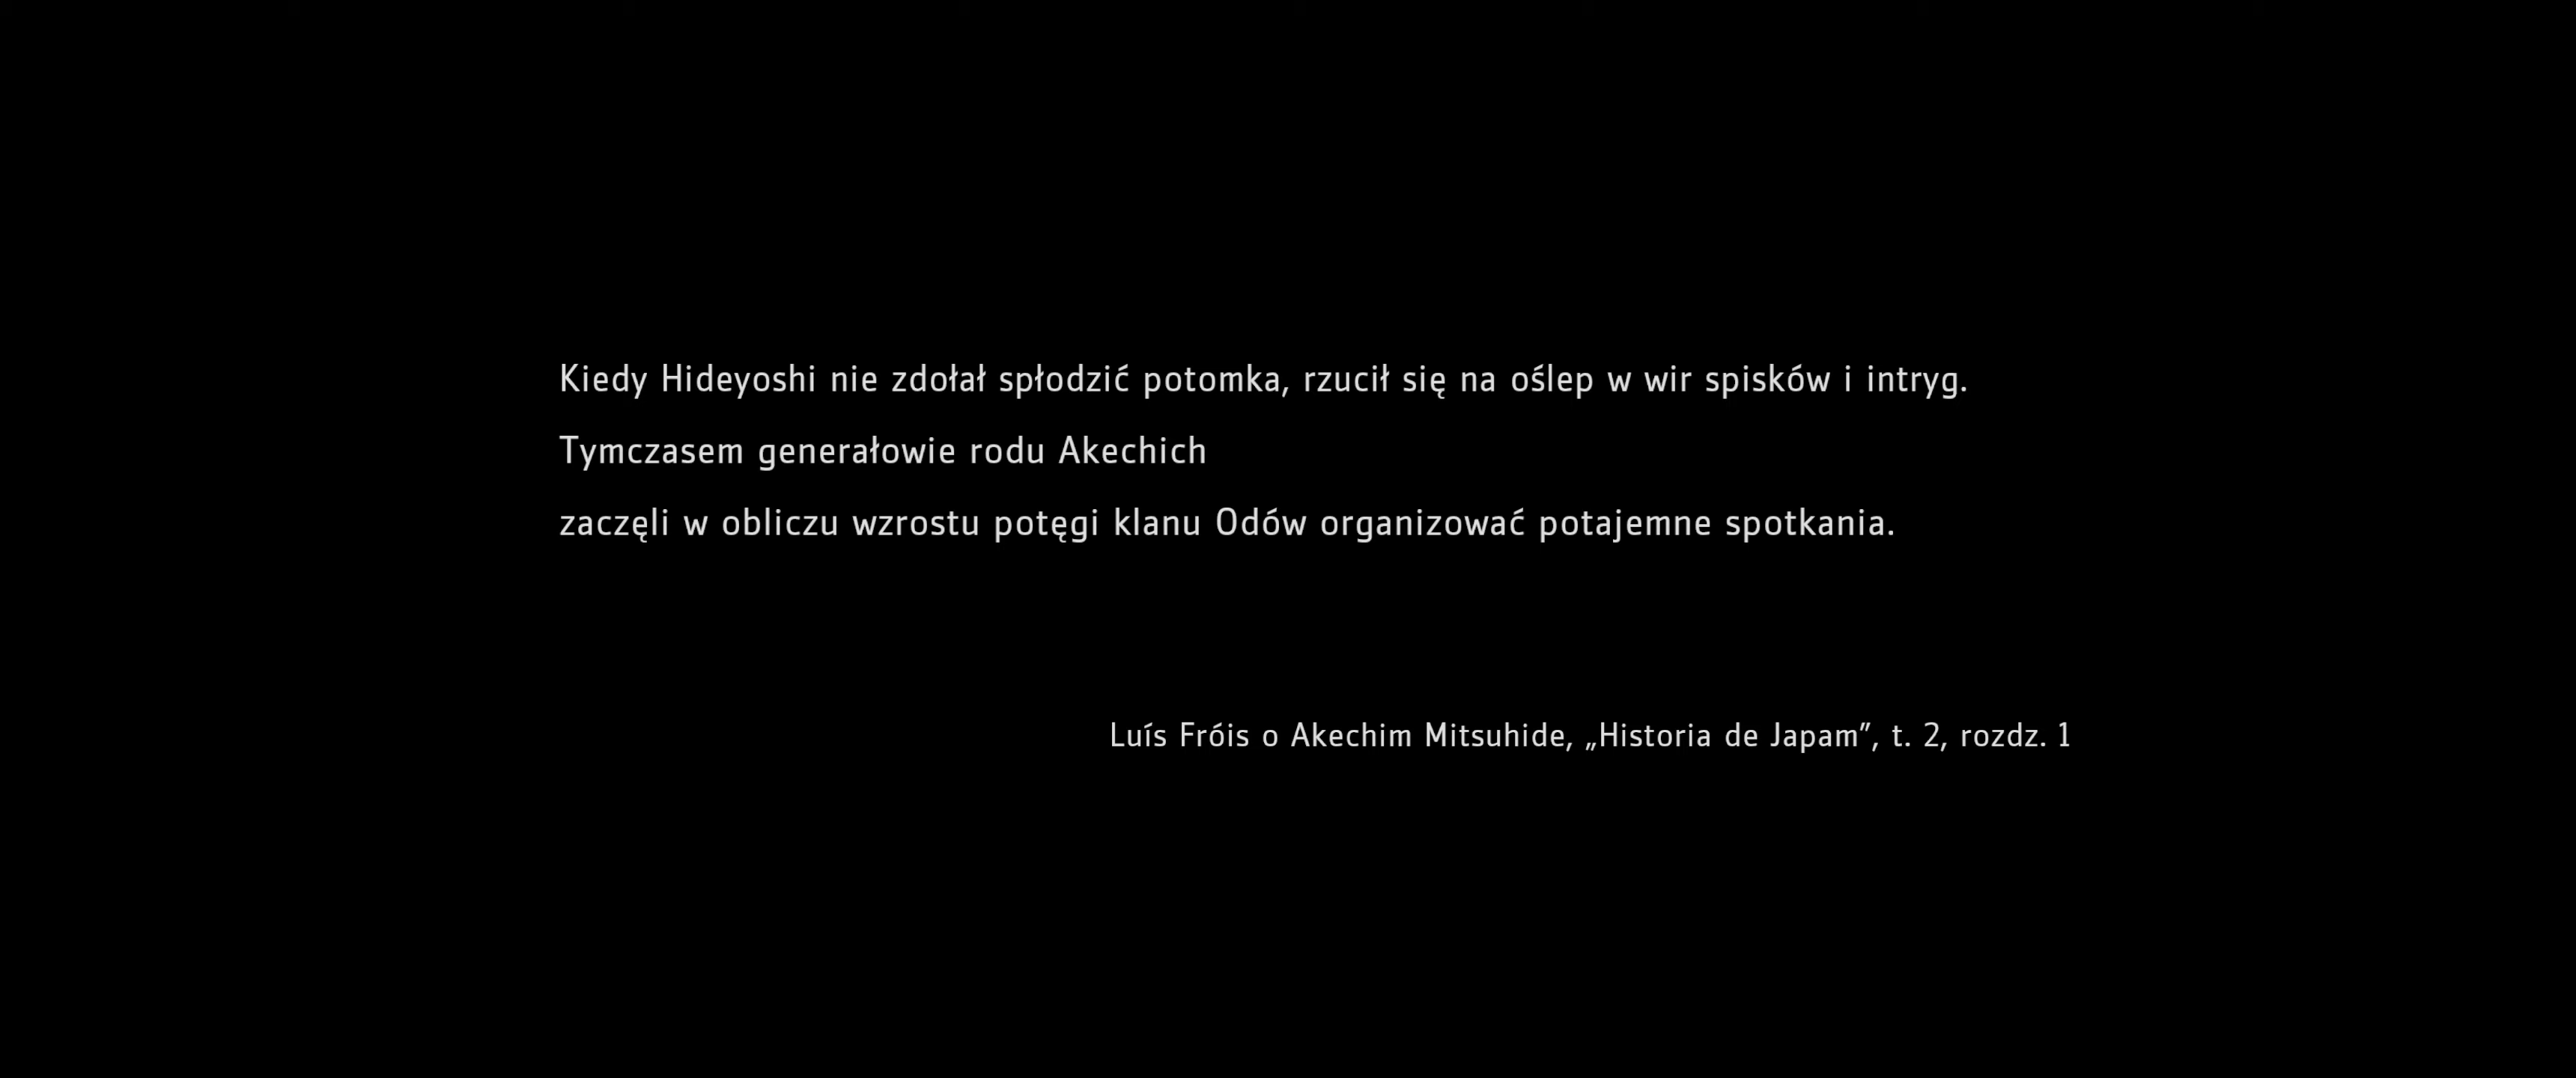 Kiedy Hideyoshi nie zdołał spłodzić potomka, rzucił się na oślep w wir spisków i intryg.
Tymczasem generałowie rodu Akechich
zaczęli w obliczu wzrostu potęgi klanu Odów organizować potajemne spotkania.
Luís Fróis o Akechim Mitsuhide, „Historia de Japam”, t. 2, rozdz. 1